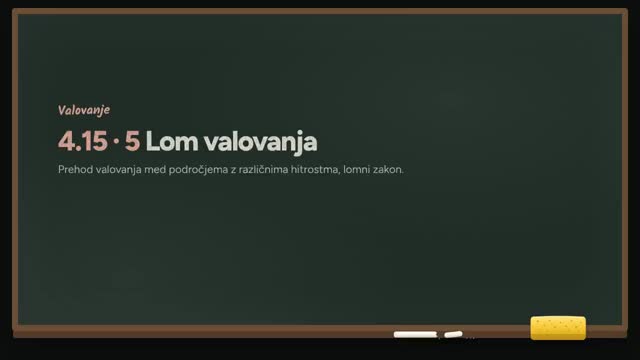 Valovanje
4.15 · 5 Lom valovanja
Prehod valovanja med področjema z različnima hitrostma, lomni zakon.